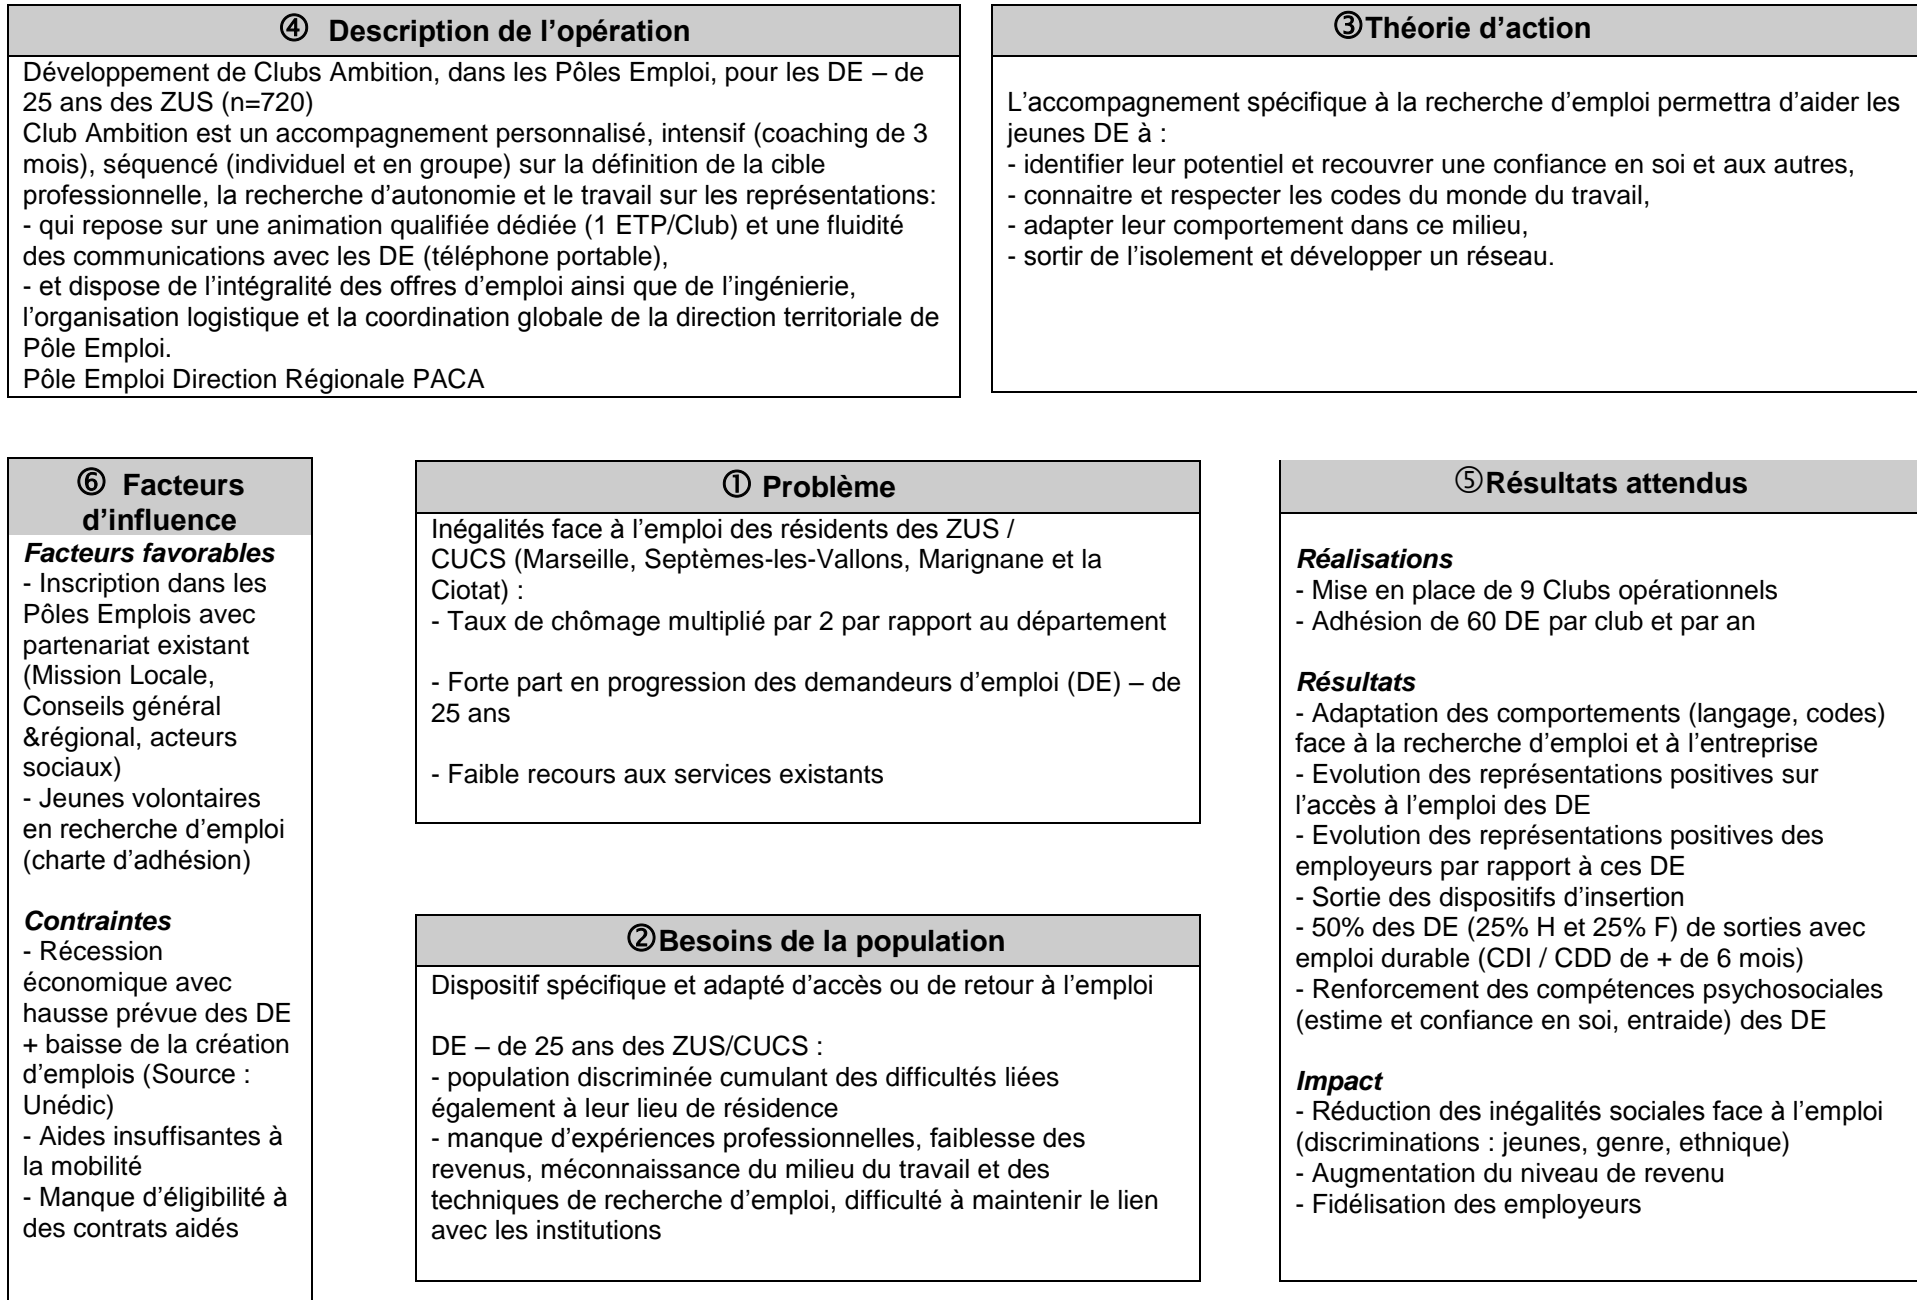 ④ Description de l’opération
Développement de Clubs Ambition, dans les Pôles Emploi, pour les DE – de
25 ans des ZUS (n=720)
Club Ambition est un accompagnement personnalisé, intensif (coaching de 3
mois), séquencé (individuel et en groupe) sur la définition de la cible
professionnelle, la recherche d’autonomie et le travail sur les représentations:
- qui repose sur une animation qualifiée dédiée (1 ETP/Club) et une fluidité
des communications avec les DE (téléphone portable),
- et dispose de l’intégralité des offres d’emploi ainsi que de l’ingénierie,
l’organisation logistique et la coordination globale de la direction territoriale de
Pôle Emploi.
Pôle Emploi Direction Régionale PACA
③Théorie d’action
L’accompagnement spécifique à la recherche d’emploi permettra d’aider les
jeunes DE à :
- identifier leur potentiel et recouvrer une confiance en soi et aux autres,
- connaitre et respecter les codes du monde du travail,
- adapter leur comportement dans ce milieu,
- sortir de l’isolement et développer un réseau.
⑥ Facteurs
d’influence
Facteurs favorables
- Inscription dans les
Pôles Emplois avec
partenariat existant
(Mission Locale,
Conseils général
&régional, acteurs
sociaux)
- Jeunes volontaires
en recherche d’emploi
(charte d’adhésion)
Contraintes
- Récession
économique avec
hausse prévue des DE
+ baisse de la création
d’emplois (Source :
Unédic)
- Aides insuffisantes à
la mobilité
- Manque d’éligibilité à
des contrats aidés
① Problème
Inégalités face à l’emploi des résidents des ZUS /
CUCS (Marseille, Septèmes-les-Vallons, Marignane et la
Ciotat) :
- Taux de chômage multiplié par 2 par rapport au département
- Forte part en progression des demandeurs d’emploi (DE) – de
25 ans
- Faible recours aux services existants
②Besoins de la population
Dispositif spécifique et adapté d’accès ou de retour à l’emploi
DE – de 25 ans des ZUS/CUCS :
- population discriminée cumulant des difficultés liées
également à leur lieu de résidence
- manque d’expériences professionnelles, faiblesse des
revenus, méconnaissance du milieu du travail et des
techniques de recherche d’emploi, difficulté à maintenir le lien
avec les institutions
⑤Résultats attendus
Réalisations
- Mise en place de 9 Clubs opérationnels
- Adhésion de 60 DE par club et par an
Résultats
- Adaptation des comportements (langage, codes)
face à la recherche d’emploi et à l’entreprise
- Evolution des représentations positives sur
l’accès à l’emploi des DE
- Evolution des représentations positives des
employeurs par rapport à ces DE
- Sortie des dispositifs d’insertion
- 50% des DE (25% H et 25% F) de sorties avec
emploi durable (CDI / CDD de + de 6 mois)
- Renforcement des compétences psychosociales
(estime et confiance en soi, entraide) des DE
Impact
- Réduction des inégalités sociales face à l’emploi
(discriminations : jeunes, genre, ethnique)
- Augmentation du niveau de revenu
- Fidélisation des employeurs